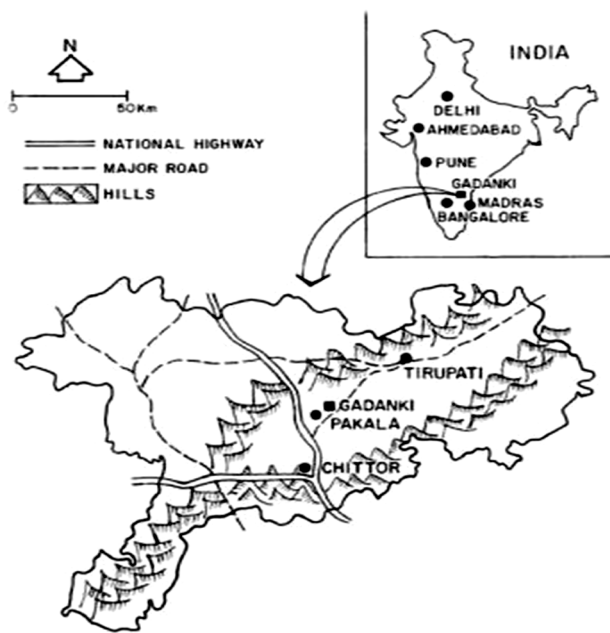 N
0 50 Km
NATIONAL HIGHWAY
MAJOR ROAD
HILLS
INDIA
DELHI
AHMEDABAD
PUNE
GADANKI
MADRAS
BANGALORE
TIRUPATI
GADANKI
PAKALA
CHITTOR